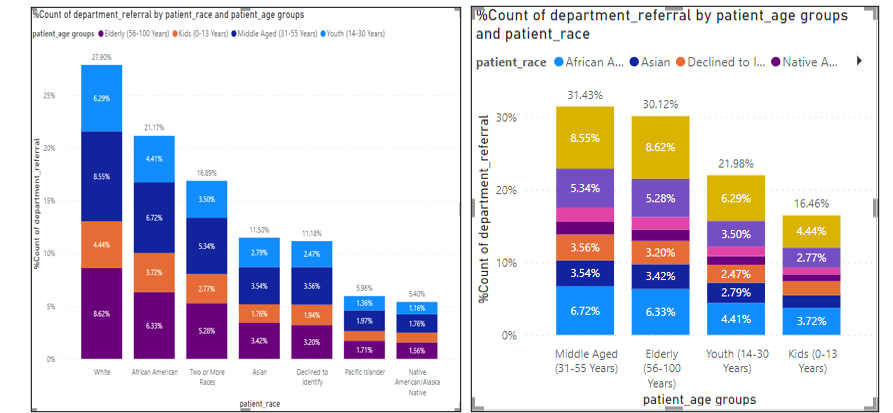 %Count of department_referral by patient_race and patient_age groups
patient_age groups Elderly (56-100 Years) Kids (0-13 Years) Middle Aged (31-55 Years) Youth (14-30 Years)
%Count of department_referral
25%
20%
15%
10%
5%
0%
27.90%
6.29%
8.55%
4.44%
8.62%
White
21.17%
4.41%
6.72%
3.72%
6.33%
African American
16.89%
3.50%
5.34%
2.77%
5.28%
Two or More
Races
11.50%
2.79%
3.54%
1.76%
3.42%
Asian
11.18%
2.47%
3.56%
1.94%
3.20%
Declined to
Identify
5.96%
1.36%
1.97%
1.71%
Pacific Islander
5.40%
1.16%
1.76%
1.56%
Native
American/Alaska
Native
patient_race
%Count of department_referral by patient_age groups
and patient_race
patient_race African A... Asian Declined to I... Native A...
%Count of department_referral
30%
20%
10%
0%
31.43%
8.55%
5.34%
3.56%
3.54%
6.72%
Middle Aged
(31-55 Years)
30.12%
8.62%
5.28%
3.20%
3.42%
6.33%
Elderly
(56-100
Years)
21.98%
6.29%
3.50%
2.47%
2.79%
4.41%
Youth (14-30
Years)
16.46%
4.44%
2.77%
3.72%
Kids (0-13
Years)
patient_age groups